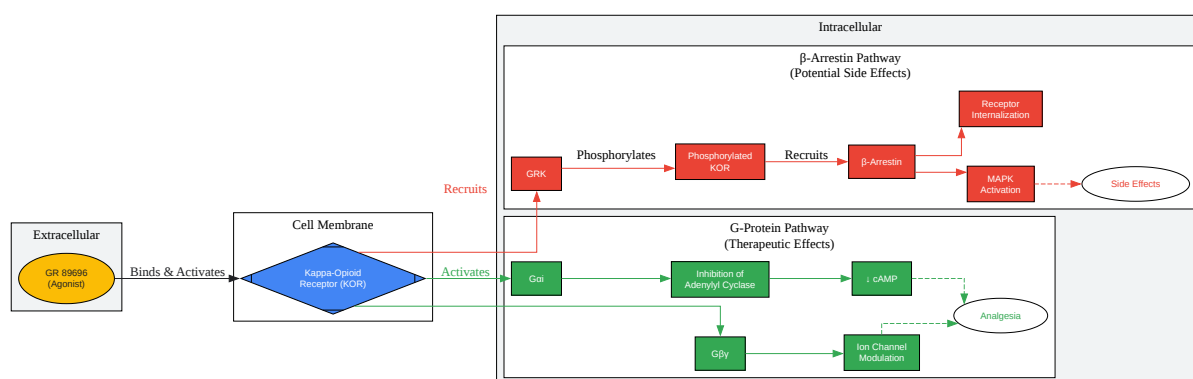 Intracellular
β-Arrestin Pathway
(Potential Side Effects)
Receptor
Internalization
Phosphorylates
Phosphorylated
KOR
Recruits
β-Arrestin
GRK
MAPK
Activation
Side Effects
Recruits
Cell Membrane
G-Protein Pathway
(Therapeutic Effects)
Extracellular
GR 89696
(Agonist)
Binds & Activates
Kappa-Opioid
Receptor (KOR)
Activates
Gαi
Inhibition of
Adenylyl Cyclase
↓ cAMP
Analgesia
Gβγ
Ion Channel
Modulation